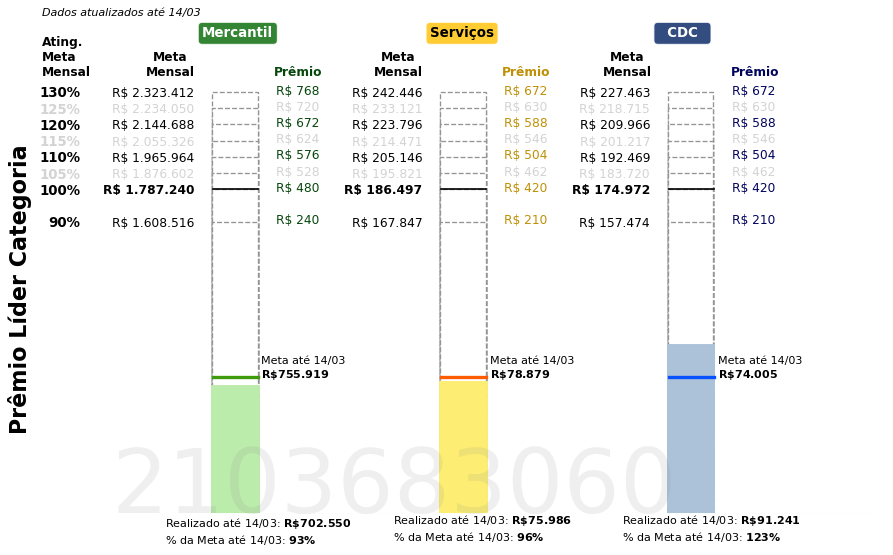 Dados atualizados até 14/03
Mercantil Serviços CDC
Ating. Meta Mensal Meta Mensal Prêmio Meta Mensal Prêmio Meta Mensal Prêmio
130% R$ 2.323.412 R$ 768 R$ 242.446 R$ 672 R$ 227.463 R$ 672
125% R$ 2.234.050 R$ 720 R$ 233.121 R$ 630 R$ 218.715 R$ 630
120% R$ 2.144.688 R$ 672 R$ 223.796 R$ 588 R$ 209.966 R$ 588
115% R$ 2.055.326 R$ 624 R$ 214.471 R$ 546 R$ 201.217 R$ 546
110% R$ 1.965.964 R$ 576 R$ 205.146 R$ 504 R$ 192.469 R$ 504
105% R$ 1.876.602 R$ 528 R$ 195.821 R$ 462 R$ 183.720 R$ 462
100% R$ 1.787.240 R$ 480 R$ 186.497 R$ 420 R$ 174.972 R$ 420
90% R$ 1.608.516 R$ 240 R$ 167.847 R$ 210 R$ 157.474 R$ 210
Prêmio Líder Categoria
Meta até 14/03 Meta até 14/03 Meta até 14/03
R$755.919 R$78.879 R$74.005
2103683060
Realizado até 14/03: R$702.550 Realizado até 14/03: R$75.986 Realizado até 14/03: R$91.241
% da Meta até 14/03: 93% % da Meta até 14/03: 96% % da Meta até 14/03: 123%